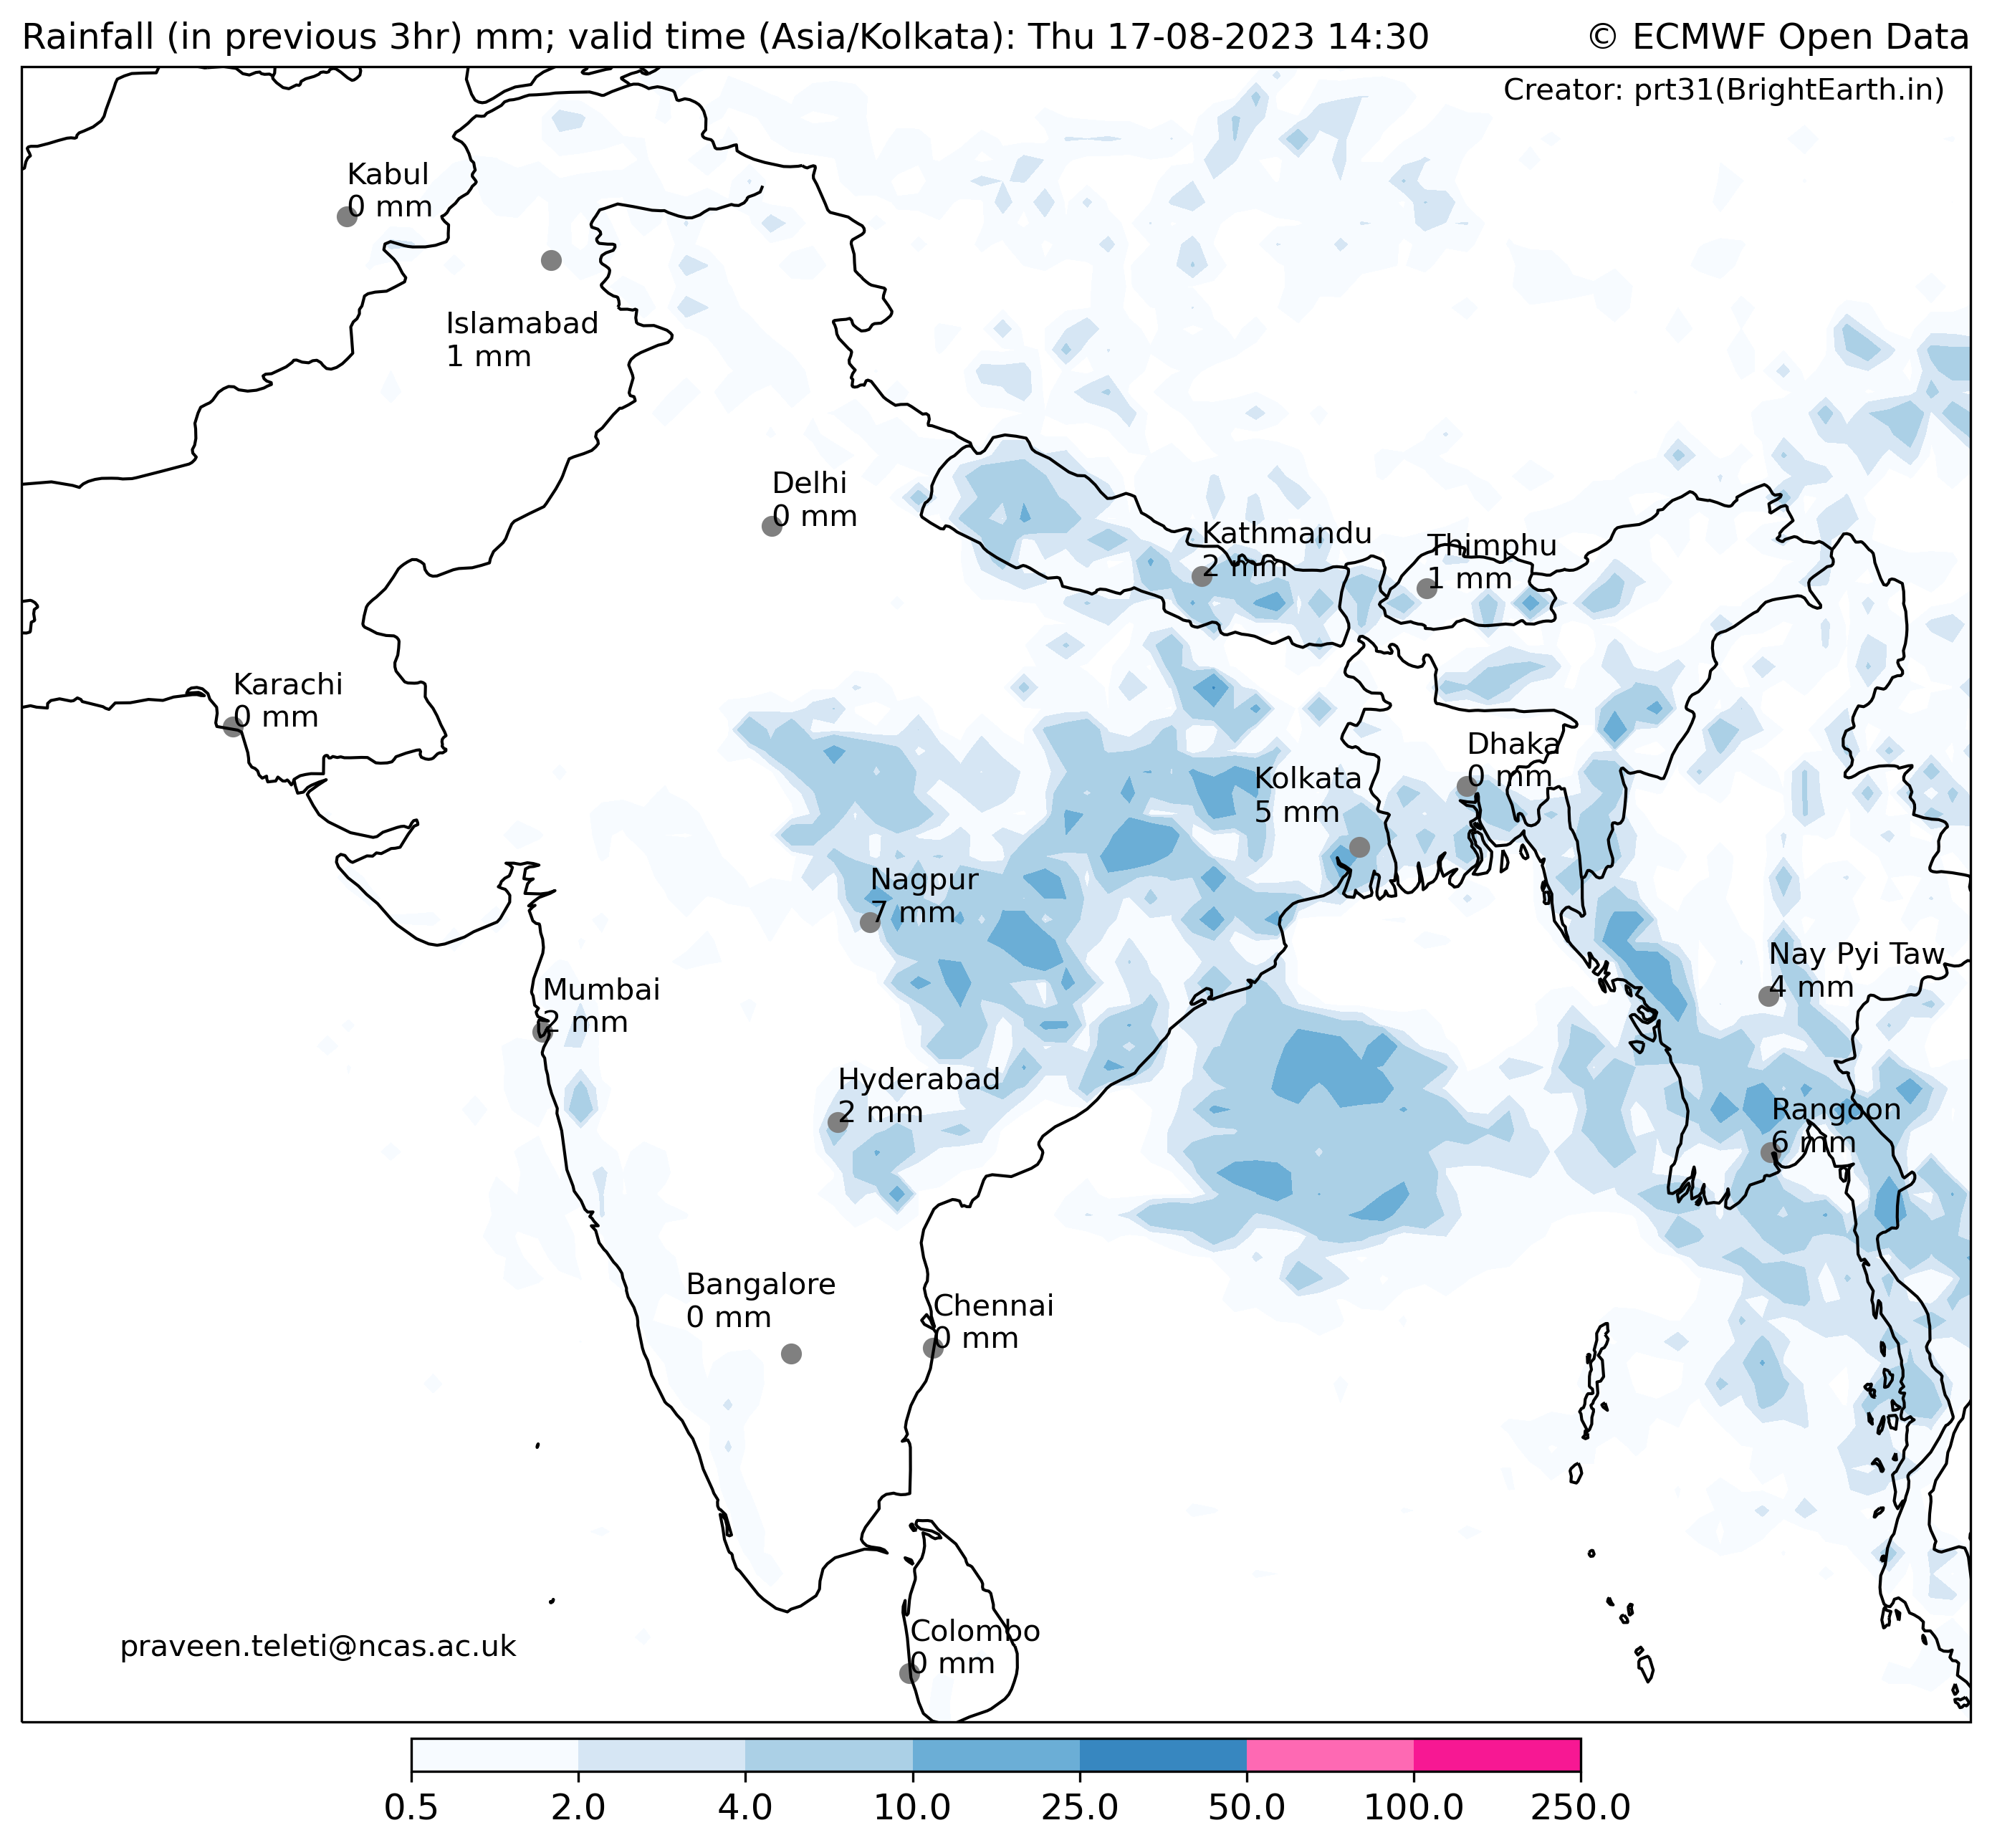 Rainfall (in previous 3hr) mm; valid time (Asia/Kolkata): Thu 17-08-2023 14:30
© ECMWF Open Data
Creator: prt31(BrightEarth.in)
Kabul
0 mm
Islamabad
1 mm
Delhi
0 mm
Kathmandu
2 mm
Thimphu
1 mm
Karachi
0 mm
Dhaka
0 mm
Kolkata
5 mm
Nagpur
7 mm
Nay Pyi Taw
4 mm
Mumbai
2 mm
Hyderabad
2 mm
Rangoon
6 mm
Bangalore
0 mm
Chennai
0 mm
Colombo
0 mm
praveen.teleti@ncas.ac.uk
0.5 2.0 4.0 10.0 25.0 50.0 100.0 250.0